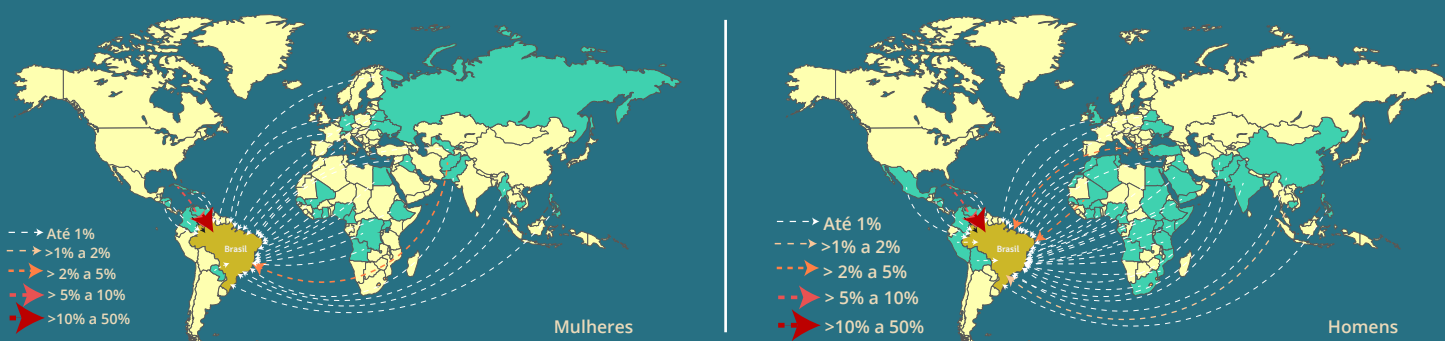 Brasil
Até 1%
>1% a 2%
> 2% a 5%
> 5% a 10%
>10% a 50%
Mulheres
Brasil
Até 1%
>1% a 2%
> 2% a 5%
> 5% a 10%
>10% a 50%
Homens